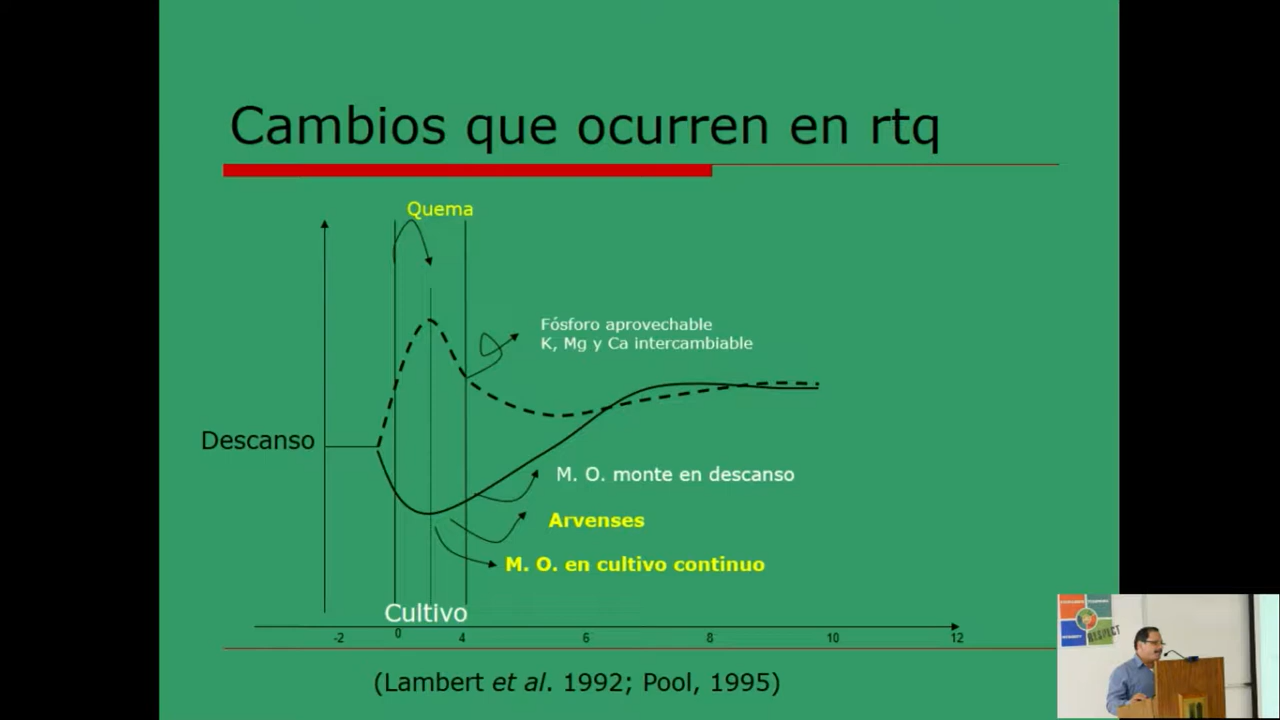 Cambios que ocurren en rtq
Quema
Fósforo aprovechable
K, Mg y Ca intercambiable
Descanso
M. O. monte en descanso
Arvenses
M. O. en cultivo continuo
Cultivo
-2 0 4 6 8 10 12
(Lambert et al. 1992; Pool, 1995)
RESPECT